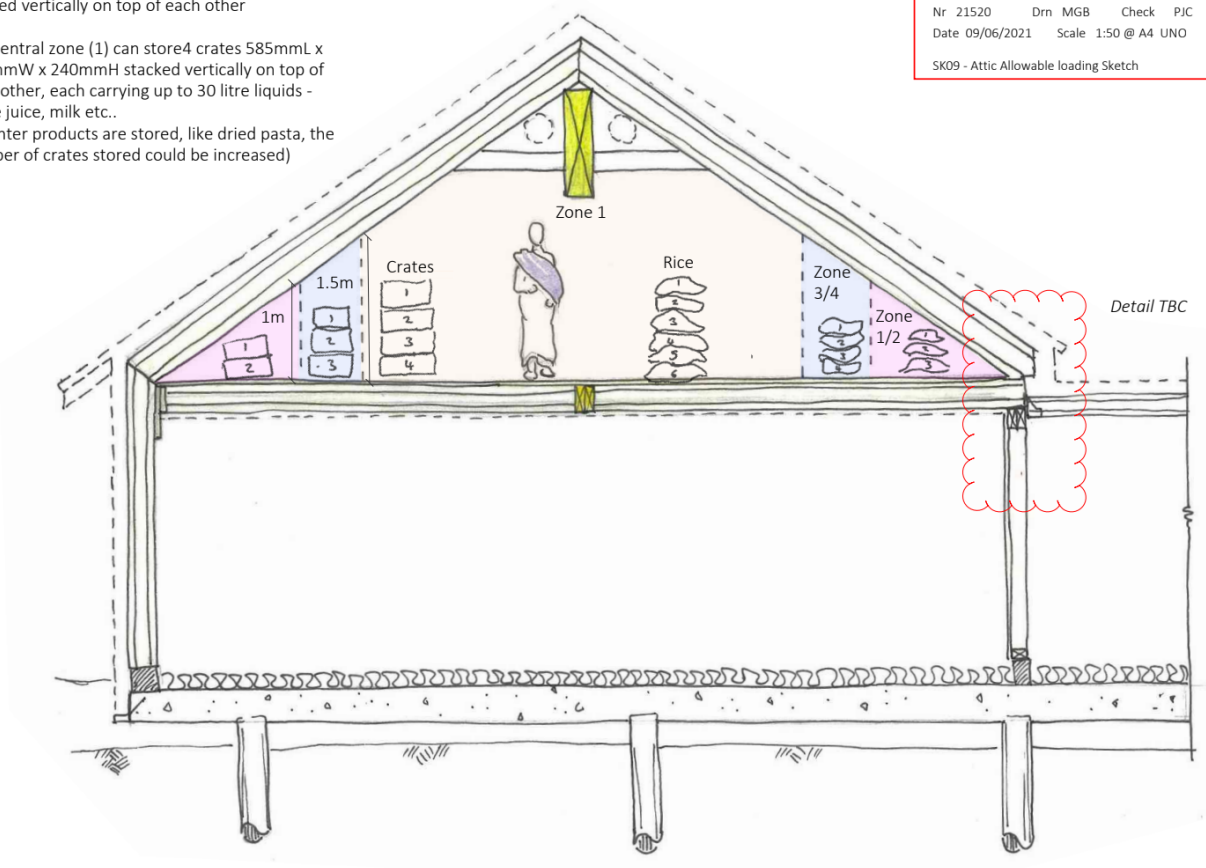 ed vertically on top of each other
entral zone (1) can store4 crates 585mmL x
mW x 240mmH stacked vertically on top of
other, each carrying up to 30 litre liquids -
e juice, milk etc..
nter products are stored, like dried pasta, the
ber of crates stored could be increased)
Nr 21520 Drn MGB Check PJC
Date 09/06/2021 Scale 1:50 @ A4 UNO
SK09 - Attic Allowable loading Sketch
Zone 1
1m
1
2
1.5m
1
2
3
Crates
1
2
3
4
Rice
1
2
3
4
5
6
Zone
3/4
1
2
3
4
Zone
1/2
1
2
3
Detail TBC